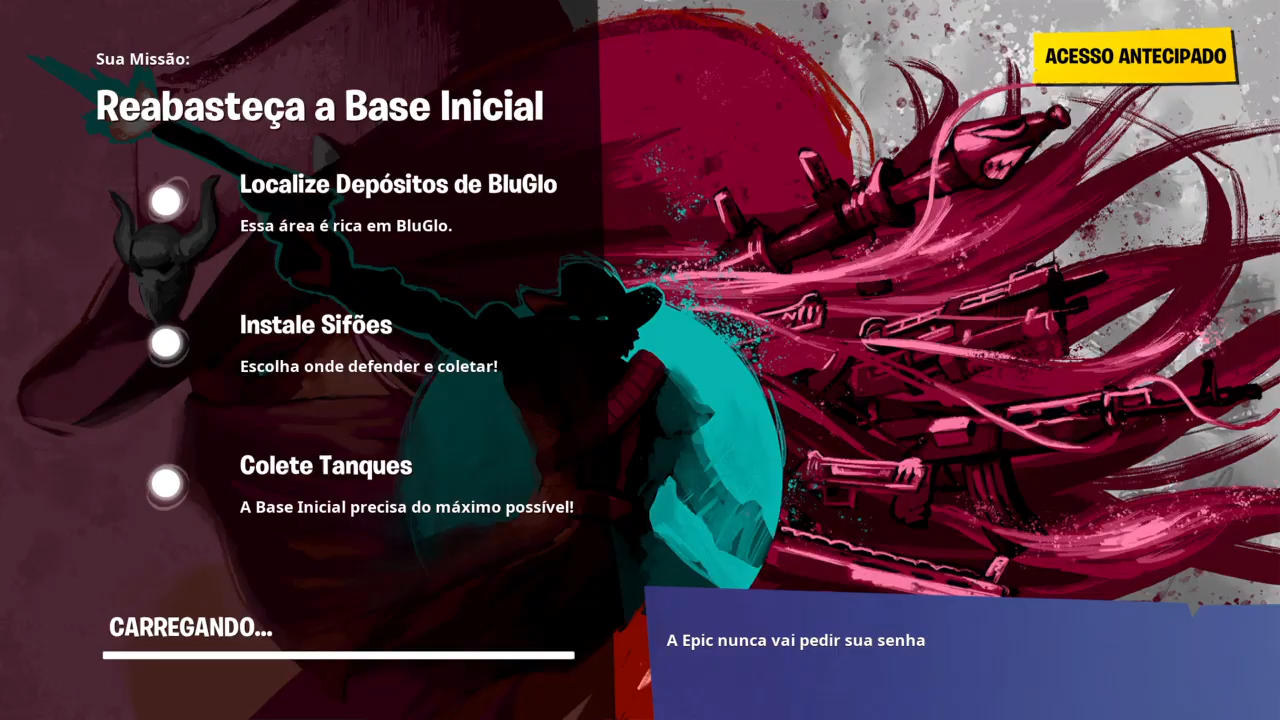 Sua Missão:
Reabasteça a Base Inicial
Localize Depósitos de BluGlo
Essa área é rica em BluGlo.
Instale Sifões
Escolha onde defender e coletar!
Colete Tanques
A Base Inicial precisa do máximo possível!
CARREGANDO...
ACESSO ANTECIPADO
A Epic nunca vai pedir sua senha